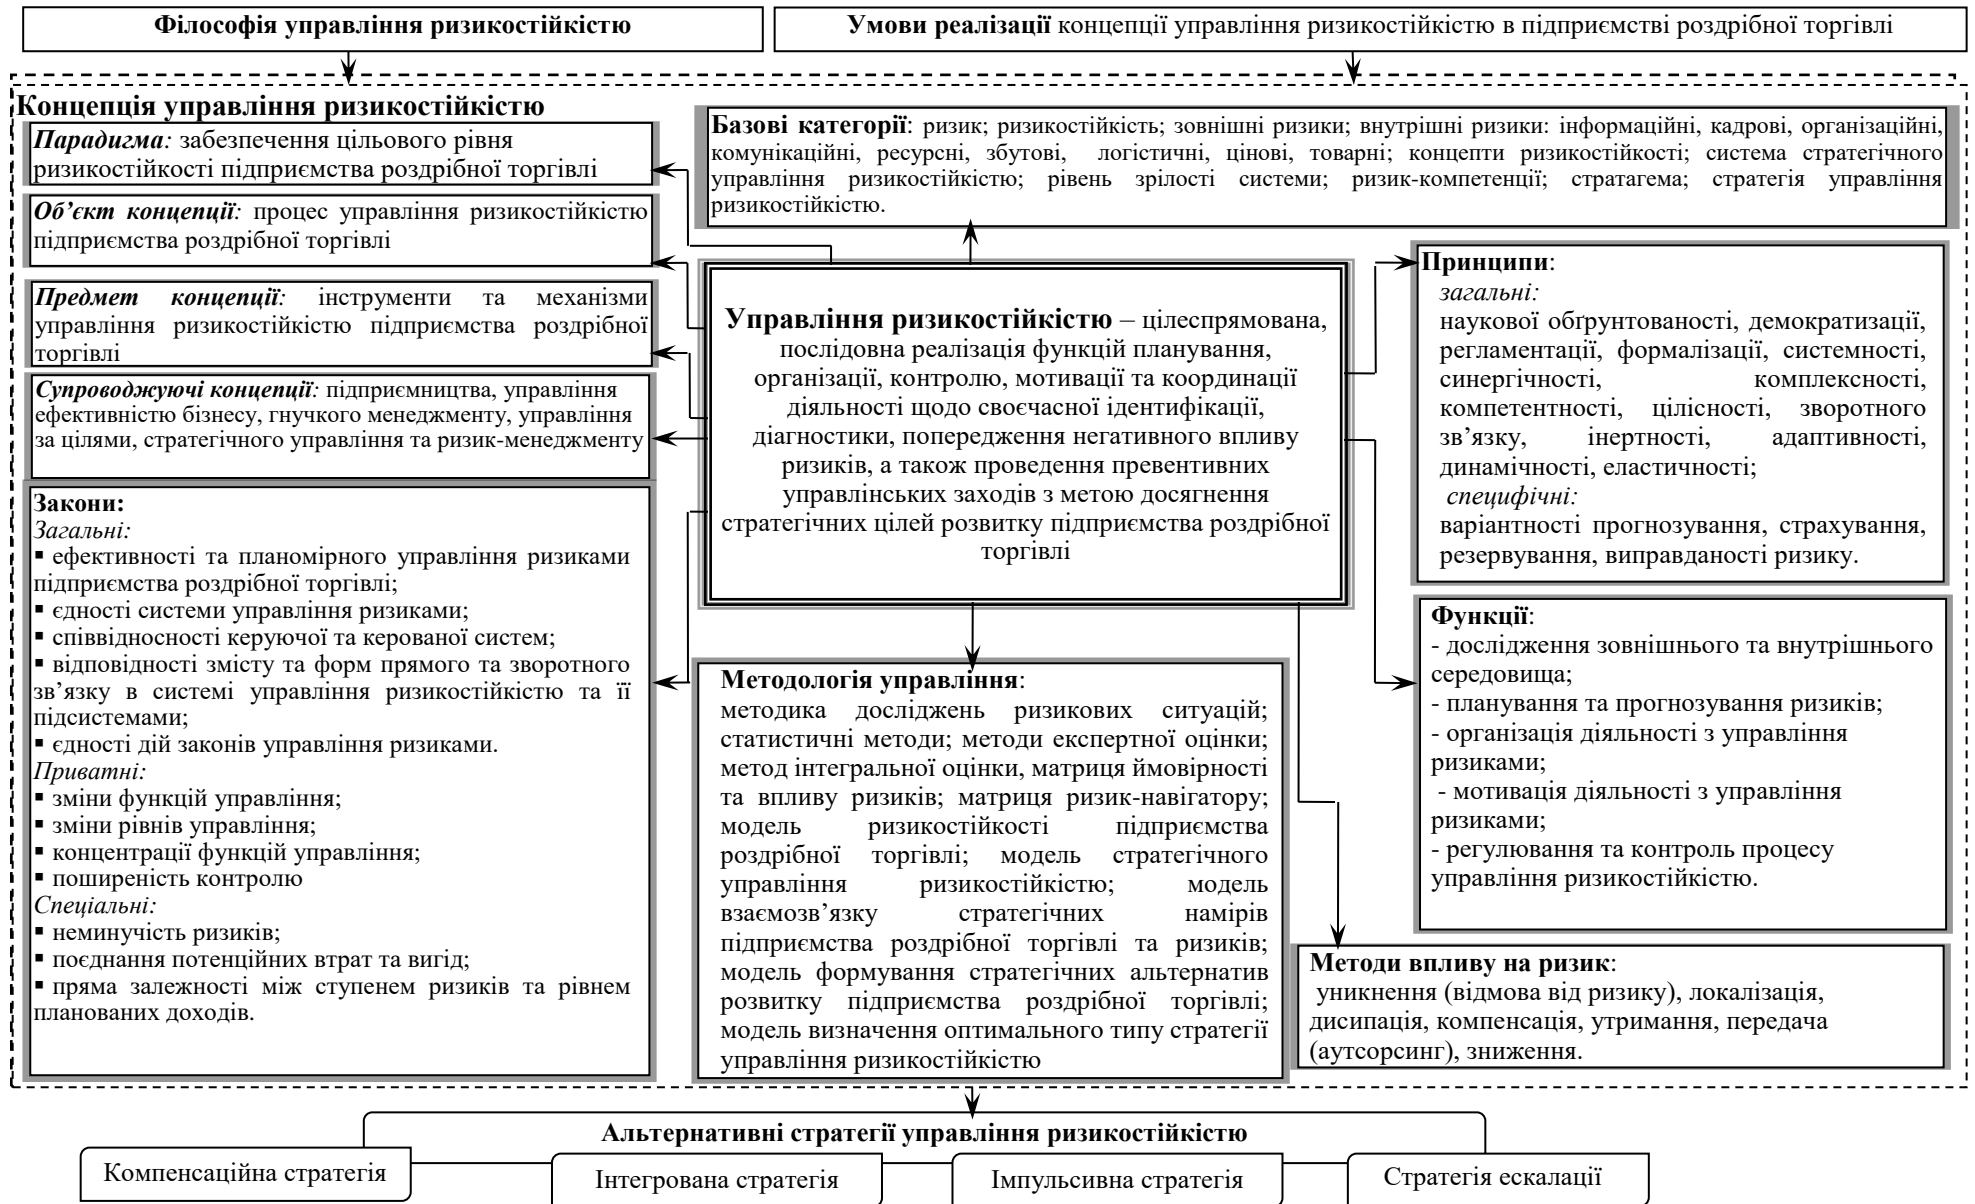 Філософія управління ризикостійкістю
Умови реалізації концепції управління ризикостійкістю в підприємстві роздрібної торгівлі
Концепція управління ризикостійкістю
Парадигма: забезпечення цільового рівня
ризикостійкості підприємства роздрібної торгівлі
Об’єкт концепції: процес управління ризикостійкістю
підприємства роздрібної торгівлі
Предмет концепції: інструменти та механізми
управління ризикостійкістю підприємства роздрібної
торгівлі
Супроводжуючі концепції: підприємництва, управління
ефективністю бізнесу, гнучкого менеджменту, управління
за цілями, стратегічного управління та ризик-менеджменту
Закони:
Загальні:
▪ ефективності та планомірного управління ризиками
підприємства роздрібної торгівлі;
▪ єдності системи управління ризиками;
▪ співвідносності керуючої та керованої систем;
▪ відповідності змісту та форм прямого та зворотного
зв’язку в системі управління ризикостійкістю та її
підсистемами;
▪ єдності дій законів управління ризиками.
Приватні:
▪ зміни функцій управління;
▪ зміни рівнів управління;
▪ концентрації функцій управління;
▪ поширеність контролю
Спеціальні:
▪ неминучість ризиків;
▪ поєднання потенційних втрат та вигід;
▪ пряма залежності між ступенем ризиків та рівнем
планованих доходів.
Базові категорії: ризик; ризикостійкість; зовнішні ризики; внутрішні ризики: інформаційні, кадрові, організаційні,
комунікаційні, ресурсні, збутові, логістичні, цінові, товарні; концепти ризикостійкості; система стратегічного
управління ризикостійкістю; рівень зрілості системи; ризик-компетенції; стратагема; стратегія управління
ризикостійкістю.
Управління ризикостійкістю – цілеспрямована,
послідовна реалізація функцій планування,
організації, контролю, мотивації та координації
діяльності щодо своєчасної ідентифікації,
діагностики, попередження негативного впливу
ризиків, а також проведення превентивних
управлінських заходів з метою досягнення
стратегічних цілей розвитку підприємства роздрібної
торгівлі
Методологія управління:
методика досліджень ризикових ситуацій;
статистичні методи; методи експертної оцінки;
метод інтегральної оцінки, матриця ймовірності
та впливу ризиків; матриця ризик-навігатору;
модель ризикостійкості підприємства
роздрібної торгівлі; модель стратегічного
управління ризикостійкістю; модель
взаємозв’язку стратегічних намірів
підприємства роздрібної торгівлі та ризиків;
модель формування стратегічних альтернатив
розвитку підприємства роздрібної торгівлі;
модель визначення оптимального типу стратегії
управління ризикостійкістю
Принципи:
загальні:
наукової обґрунтованості, демократизації,
регламентації, формалізації, системності,
синергічності, комплексності,
компетентності, цілісності, зворотного
зв’язку, інертності, адаптивності,
динамічності, еластичності;
специфічні:
варіантності прогнозування, страхування,
резервування, виправданості ризику.
Функції:
- дослідження зовнішнього та внутрішнього
середовища;
- планування та прогнозування ризиків;
- організація діяльності з управління
ризиками;
- мотивація діяльності з управління
ризиками;
- регулювання та контроль процесу
управління ризикостійкістю.
Методи впливу на ризик:
уникнення (відмова від ризику), локалізація,
дисипація, компенсація, утримання, передача
(аутсорсинг), зниження.
Альтернативні стратегії управління ризикостійкістю
Компенсаційна стратегія
Інтегрована стратегія
Імпульсивна стратегія
Стратегія ескалації